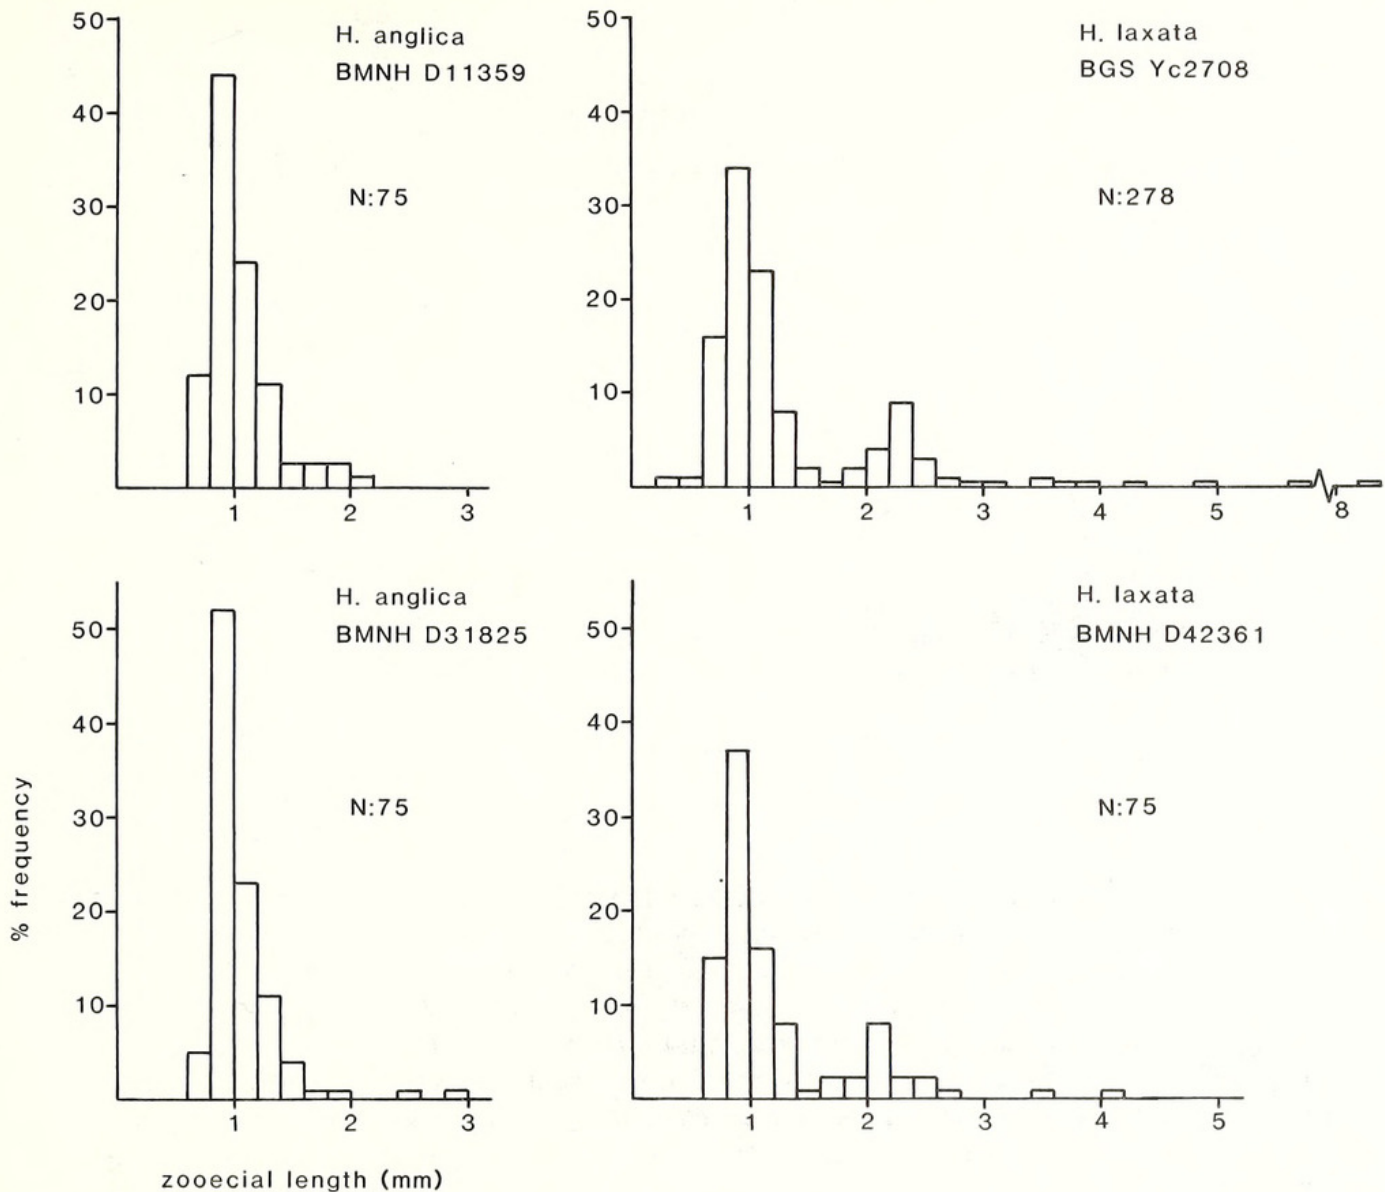 50
40
30
20
10
H. anglica
BMNH D11359
N:75
1 2 3
50
40
30
20
10
H. laxata
BGS Yc2708
N:278
1 2 3 4 5 8
% frequency
50
40
30
20
10
H. anglica
BMNH D31825
N:75
1 2 3
zooecial length (mm)
50
40
30
20
10
H. laxata
BMNH D42361
N:75
1 2 3 4 5